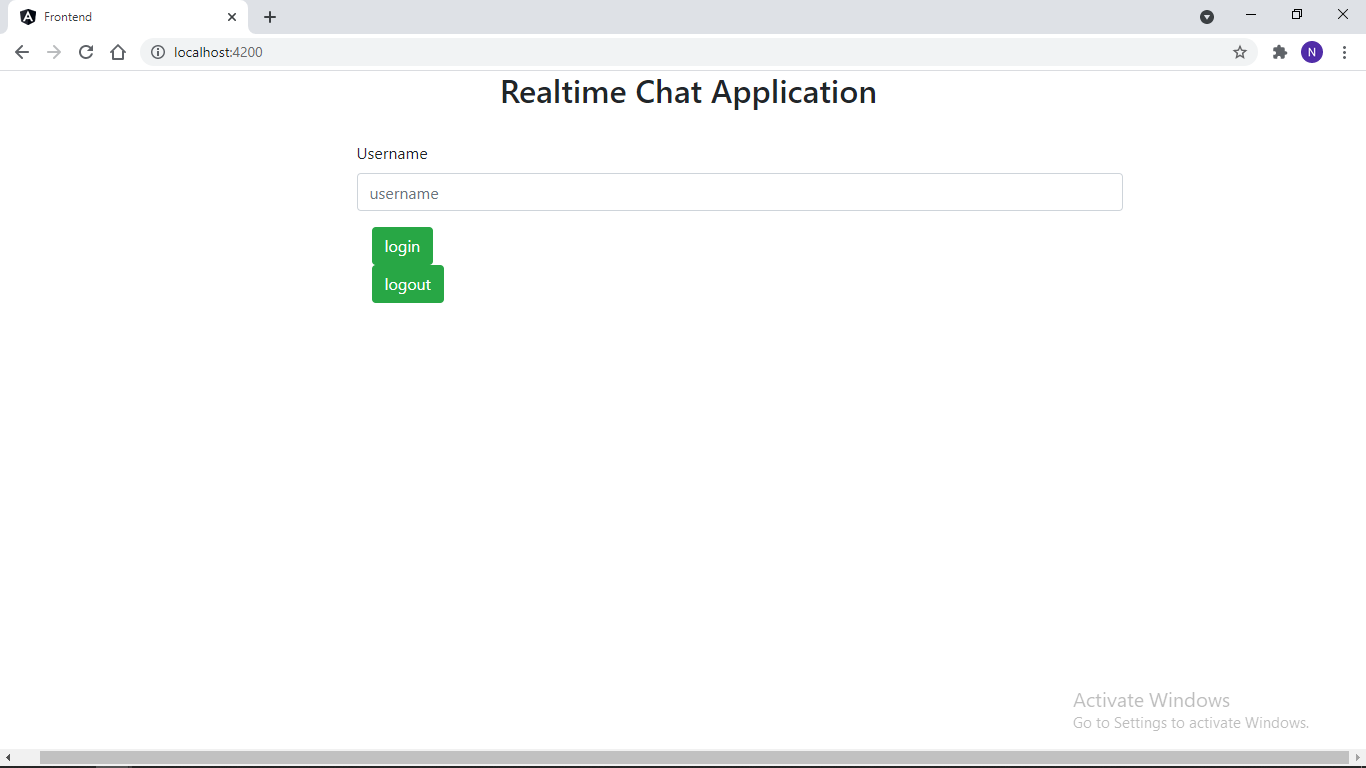 Frontend
localhost:4200
N
Realtime Chat Application
Username
username
login
logout
Activate Windows
Go to Settings to activate Windows.